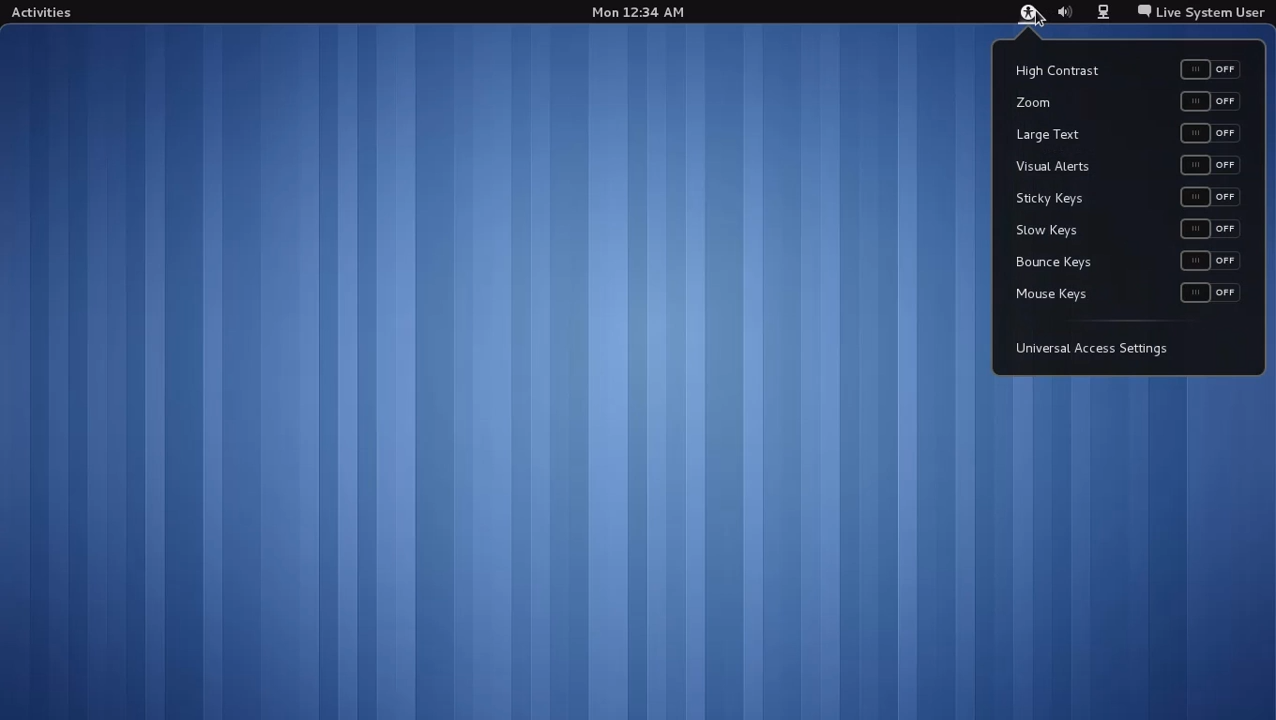 Activities Mon 12:34 AM Live System User
High Contrast OFF
Zoom OFF
Large Text OFF
Visual Alerts OFF
Sticky Keys OFF
Slow Keys OFF
Bounce Keys OFF
Mouse Keys OFF
Universal Access Settings